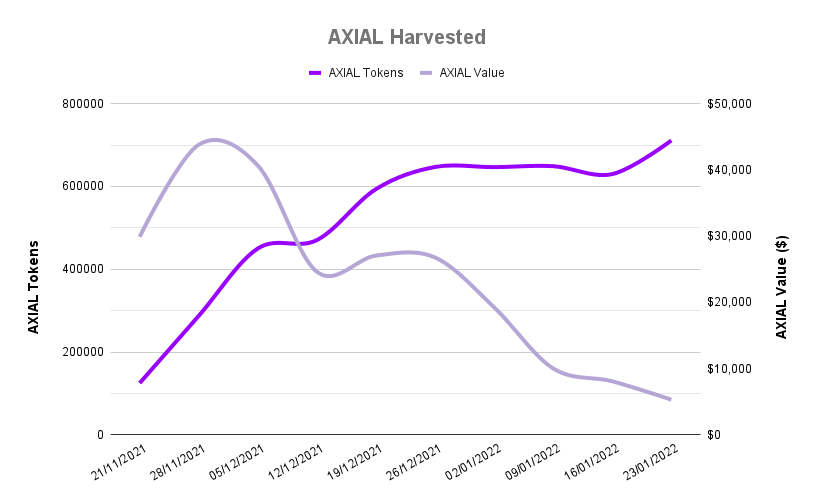 AXIAL Harvested
AXIAL Tokens AXIAL Value
800000
600000
400000
200000
0
AXIAL Tokens
$50,000
$40,000
$30,000
$20,000
$10,000
$0
AXIAL Value ($)
21/11/2021 28/11/2021 05/12/2021 12/12/2021 19/12/2021 26/12/2021 02/01/2022 09/01/2022 16/01/2022 23/01/2022